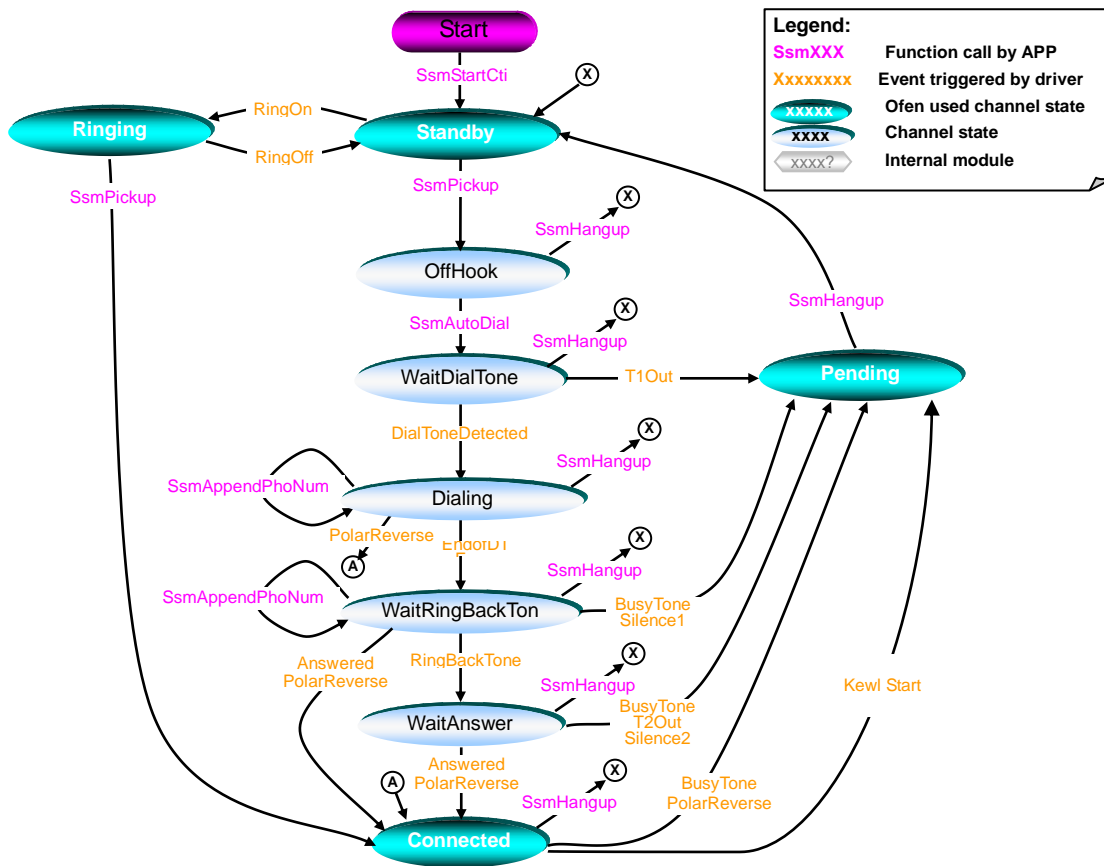 Start
Legend:
SsmXXX Function call by APP
Xxxxxxxx Event triggered by driver
xxxxx Ofen used channel state
xxxx Channel state
xxxx? Internal module
SsmStartCti
X
RingOn
Ringing
Standby
RingOff
SsmPickup
SsmPickup
X
SsmHangup
OffHook
SsmHangup
SsmAutoDial
X
SsmHangup
WaitDialTone
T1Out
Pending
DialToneDetected
X
SsmHangup
SsmAppendPhoNum
Dialing
PolarReverse
EndofDT
A
X
SsmHangup
SsmAppendPhoNum
WaitRingBackTon
BusyTone
Silence1
Answered
PolarReverse
RingBackTone
X
SsmHangup
Kewl Start
WaitAnswer
BusyTone
T2Out
Silence2
Answered
PolarReverse
A
X
SsmHangup
BusyTone
PolarReverse
Connected